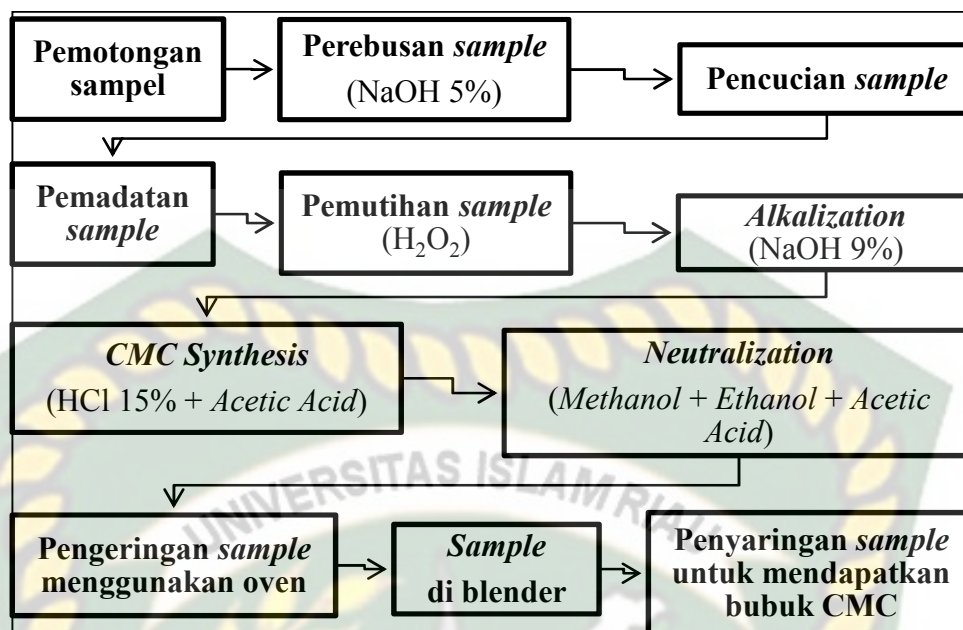 Pemotongan
sampel
Perebusan sample
(NaOH 5%)
Pencucian sample
Pemadatan
sample
Pemutihan sample
(H₂O₂)
Alkalization
(NaOH 9%)
CMC Synthesis
(HCl 15% + Acetic Acid)
Neutralization
(Methanol + Ethanol + Acetic
Acid)
UNIVERSITAS ISLAM RIAU
Pengeringan sample
menggunakan oven
Sample
di blender
Penyaringan sample
untuk mendapatkan
bubuk CMC